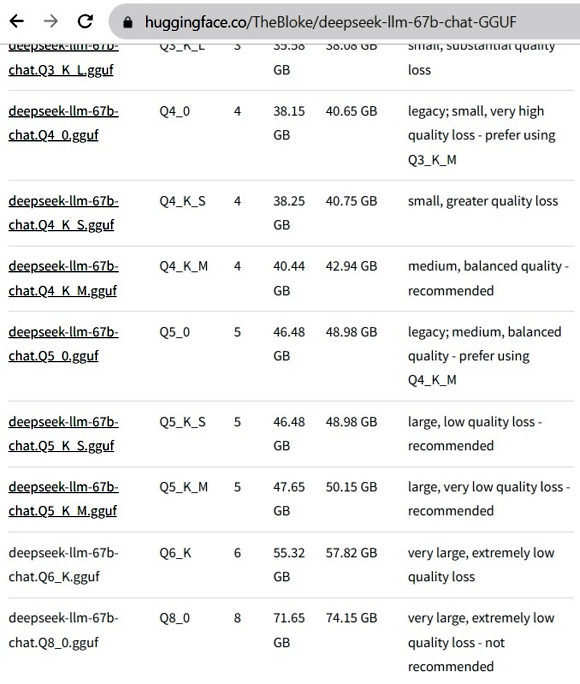 huggingface.co/TheBloke/deepseek-llm-67b-chat-GGUF
deepseek-llm-67b- Q3_K_L 3 35.58 38.08 GB small, substantial quality
chat.Q3_K_L.gguf GB loss
deepseek-llm-67b- Q4_0 4 38.15 40.65 GB legacy; small, very high
chat.Q4_0.gguf GB quality loss - prefer using
Q3_K_M
deepseek-llm-67b- Q4_K_S 4 38.25 40.75 GB small, greater quality loss
chat.Q4_K_S.gguf GB
deepseek-llm-67b- Q4_K_M 4 40.44 42.94 GB medium, balanced quality -
chat.Q4_K_M.gguf GB recommended
deepseek-llm-67b- Q5_0 5 46.48 48.98 GB legacy; medium, balanced
chat.Q5_0.gguf GB quality - prefer using
Q4_K_M
deepseek-llm-67b- Q5_K_S 5 46.48 48.98 GB large, low quality loss -
chat.Q5_K_S.gguf GB recommended
deepseek-llm-67b- Q5_K_M 5 47.65 50.15 GB large, very low quality loss -
chat.Q5_K_M.gguf GB recommended
deepseek-llm-67b- Q6_K 6 55.32 57.82 GB very large, extremely low
chat.Q6_K.gguf GB quality loss
deepseek-llm-67b- Q8_0 8 71.65 74.15 GB very large, extremely low
chat.Q8_0.gguf GB quality loss - not
recommended